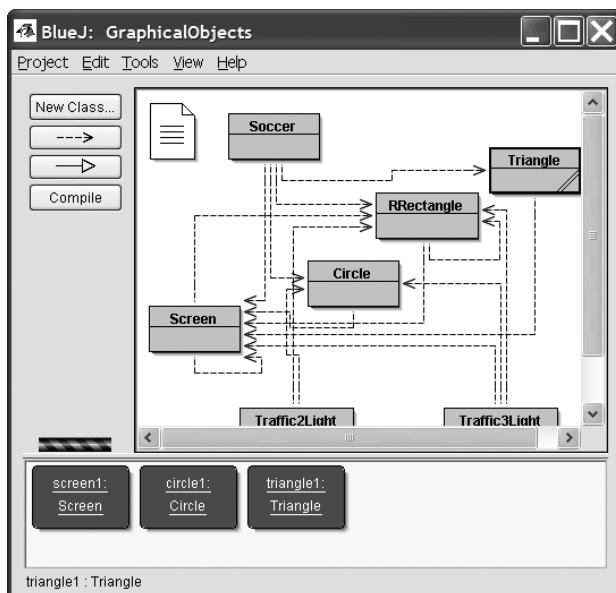 BlueJ: GraphicalObjects
Project Edit Tools View Help
New Class...
Compile
Soccer
Triangle
RRectangle
Circle
Screen
Traffic2Light
Traffic3Light
screen1:
Screen
circle1:
Circle
triangle1:
Triangle
triangle1 : Triangle